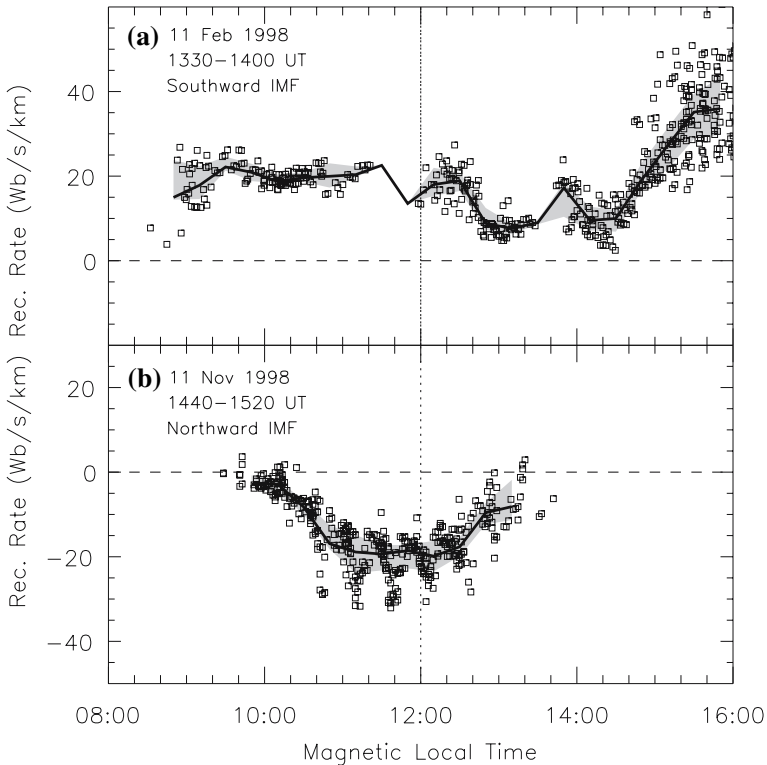 (a) 11 Feb 1998
1330−1400 UT
Southward IMF
Rec. Rate (Wb/s/km)
40
20
0
(b) 11 Nov 1998
1440−1520 UT
Northward IMF
Rec. Rate (Wb/s/km)
20
0
−20
−40
08:00 10:00 12:00 14:00 16:00
Magnetic Local Time